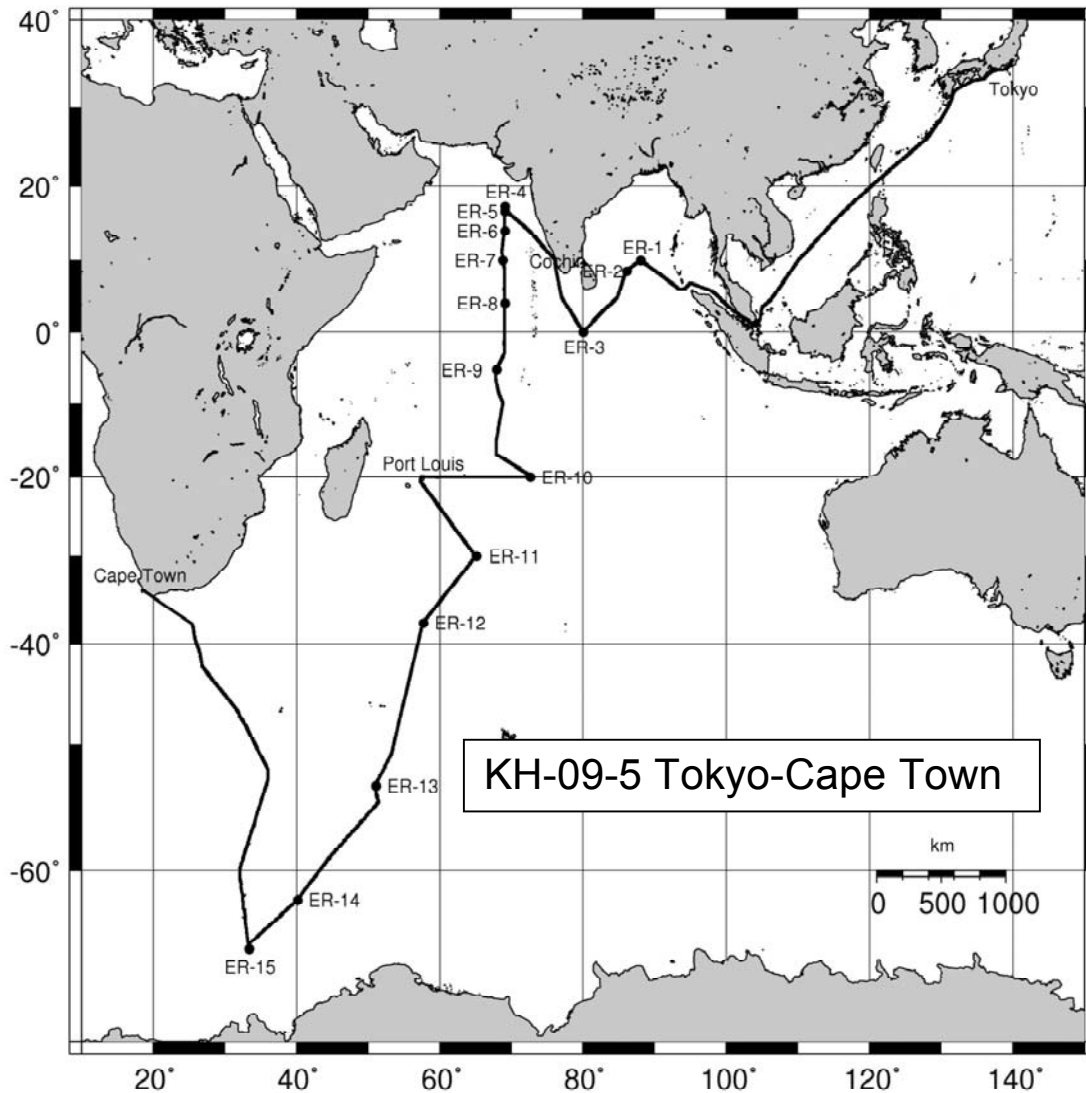 40°
20°
0°
-20°
-40°
-60°
Tokyo
ER-4
ER-5
ER-6
ER-7
ER-8
ER-9
ER-1
Cochin
ER-2
ER-3
Port Louis
ER-10
ER-11
Cape Town
ER-12
KH-09-5 Tokyo-Cape Town
ER-13
km
0 500 1000
ER-14
ER-15
20° 40° 60° 80° 100° 120° 140°